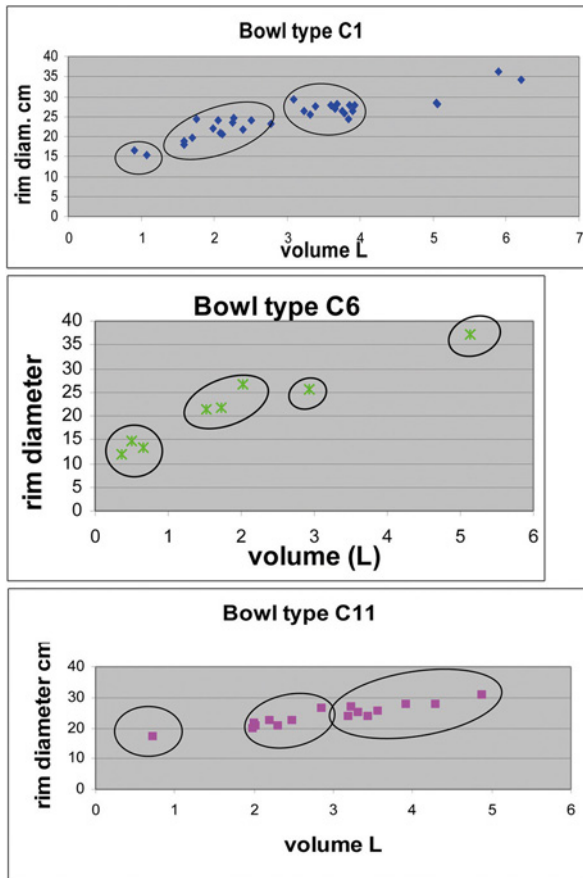 Bowl type C1
rim diam. cm
40
35
30
25
20
15
10
5
0
0 1 2 3 4 5 6 7
volume L
Bowl type C6
rim diameter
40
35
30
25
20
15
10
5
0
0 1 2 3 4 5 6
volume (L)
Bowl type C11
rim diameter cm
40
30
20
10
0
0 1 2 3 4 5 6
volume L